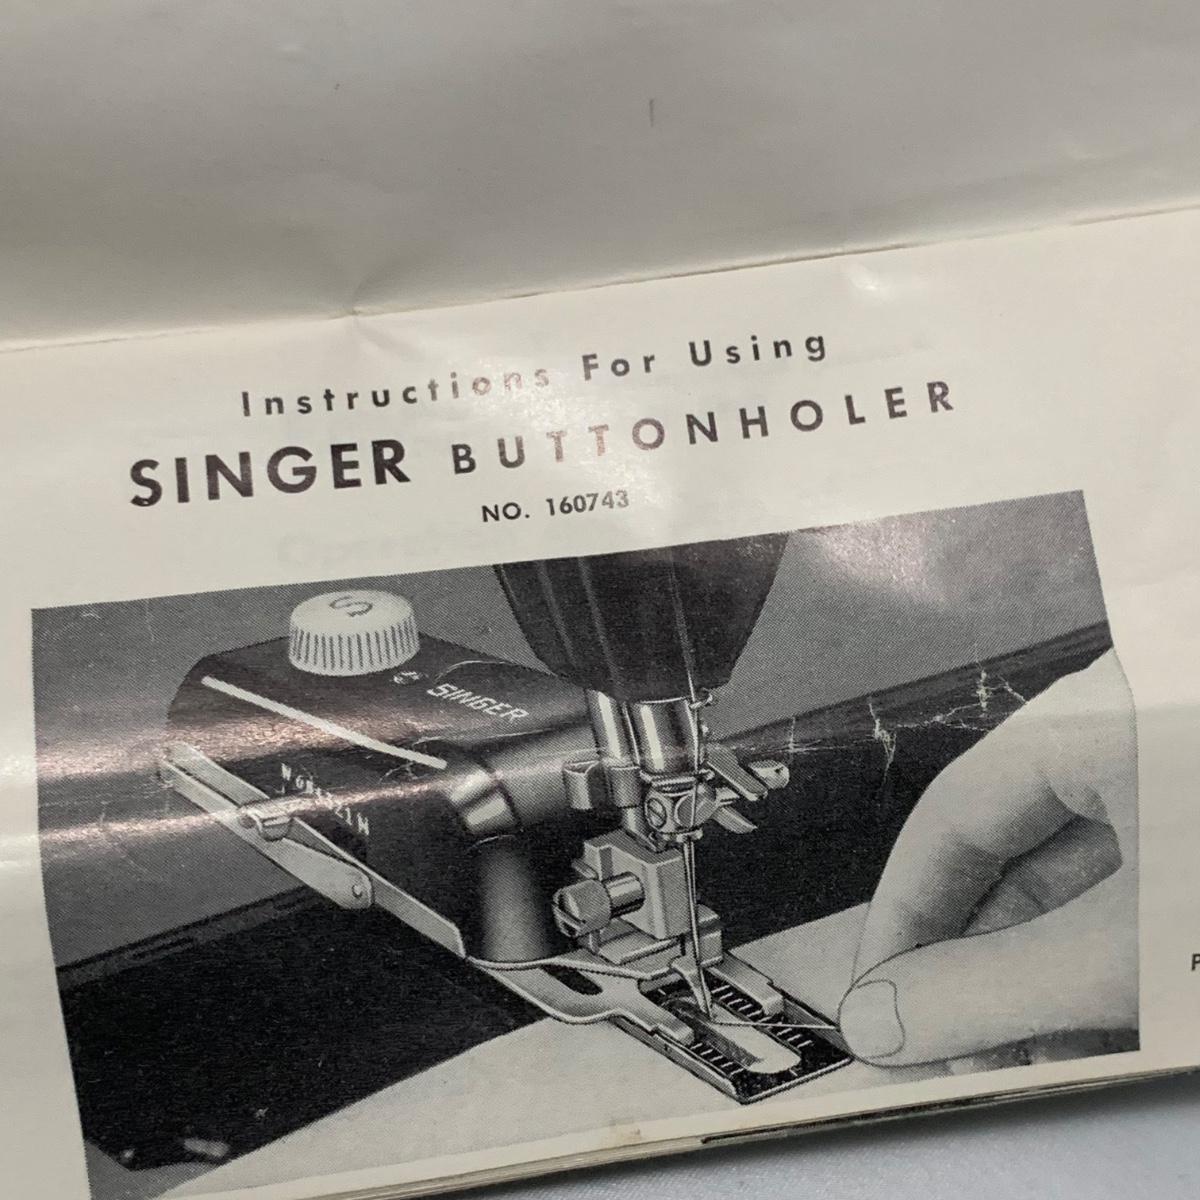 Instructions For Using
SINGER BUTTONHOLER
NO. 160743
S
SINGER